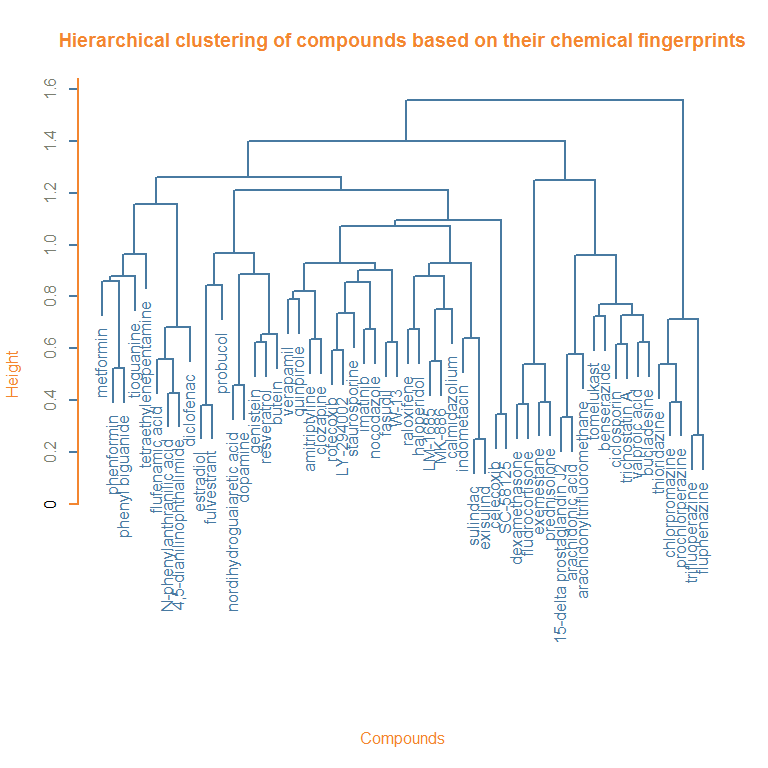 Hierarchical clustering of compounds based on their chemical fingerprints
1.6
1.4
1.2
1.0
0.8
0.6
0.4
0.2
0
Height
metformin
phenformin
phenyl biguanide
tioguanine
tetraethylenepentamine
flufenamic acid
N-phenylanthranilic acid
4,5-dianilinophthalimide
diclofenac
estradiol
fulvestrant
probucol
nordihydroguaiaretic acid
dopamine
genistein
resveratrol
butein
verapamil
quinpirole
amitriptyline
clozapine
rofecoxib
LY-294002
staurosporine
imatinib
nocodazole
fasudil
W-13
raloxifene
haloperidol
LM-1685
MK-886
calmidazolium
indometacin
sulindac
exisulind
celecoxib
SC-58125
dexamethasone
fludrocortisone
exemestane
prednisolone
15-delta prostaglandin J2
arachidonic acid
arachidonyltrifluoromethane
tomelukast
benserazide
ciclosporin
trichostatin A
valproic acid
bucladesine
thioridazine
chlorpromazine
prochlorperazine
trifluoperazine
fluphenazine
Compounds